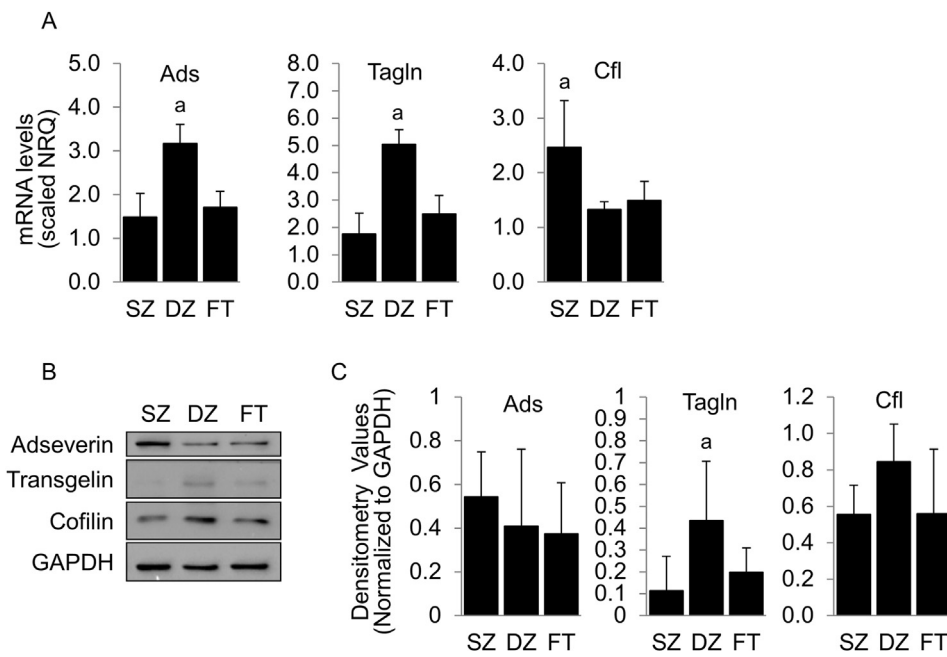 A
Ads
Tagln
Cfl
mRNA levels
(scaled NRQ)
5.0
4.0
3.0
2.0
1.0
0.0
a
SZ DZ FT
8.0
7.0
6.0
5.0
4.0
3.0
2.0
1.0
0.0
a
SZ DZ FT
4.0
3.0
2.0
1.0
0.0
a
SZ DZ FT
B
SZ DZ FT
Adseverin
Transgelin
Cofilin
GAPDH
C
Densitometry Values
(Normalized to GAPDH)
Ads
1
0.8
0.6
0.4
0.2
0
SZ DZ FT
Tagln
1
0.9
0.8
0.7
0.6
0.5
0.4
0.3
0.2
0.1
0
a
SZ DZ FT
Cfl
1.2
1.0
0.8
0.6
0.4
0.2
0.0
SZ DZ FT